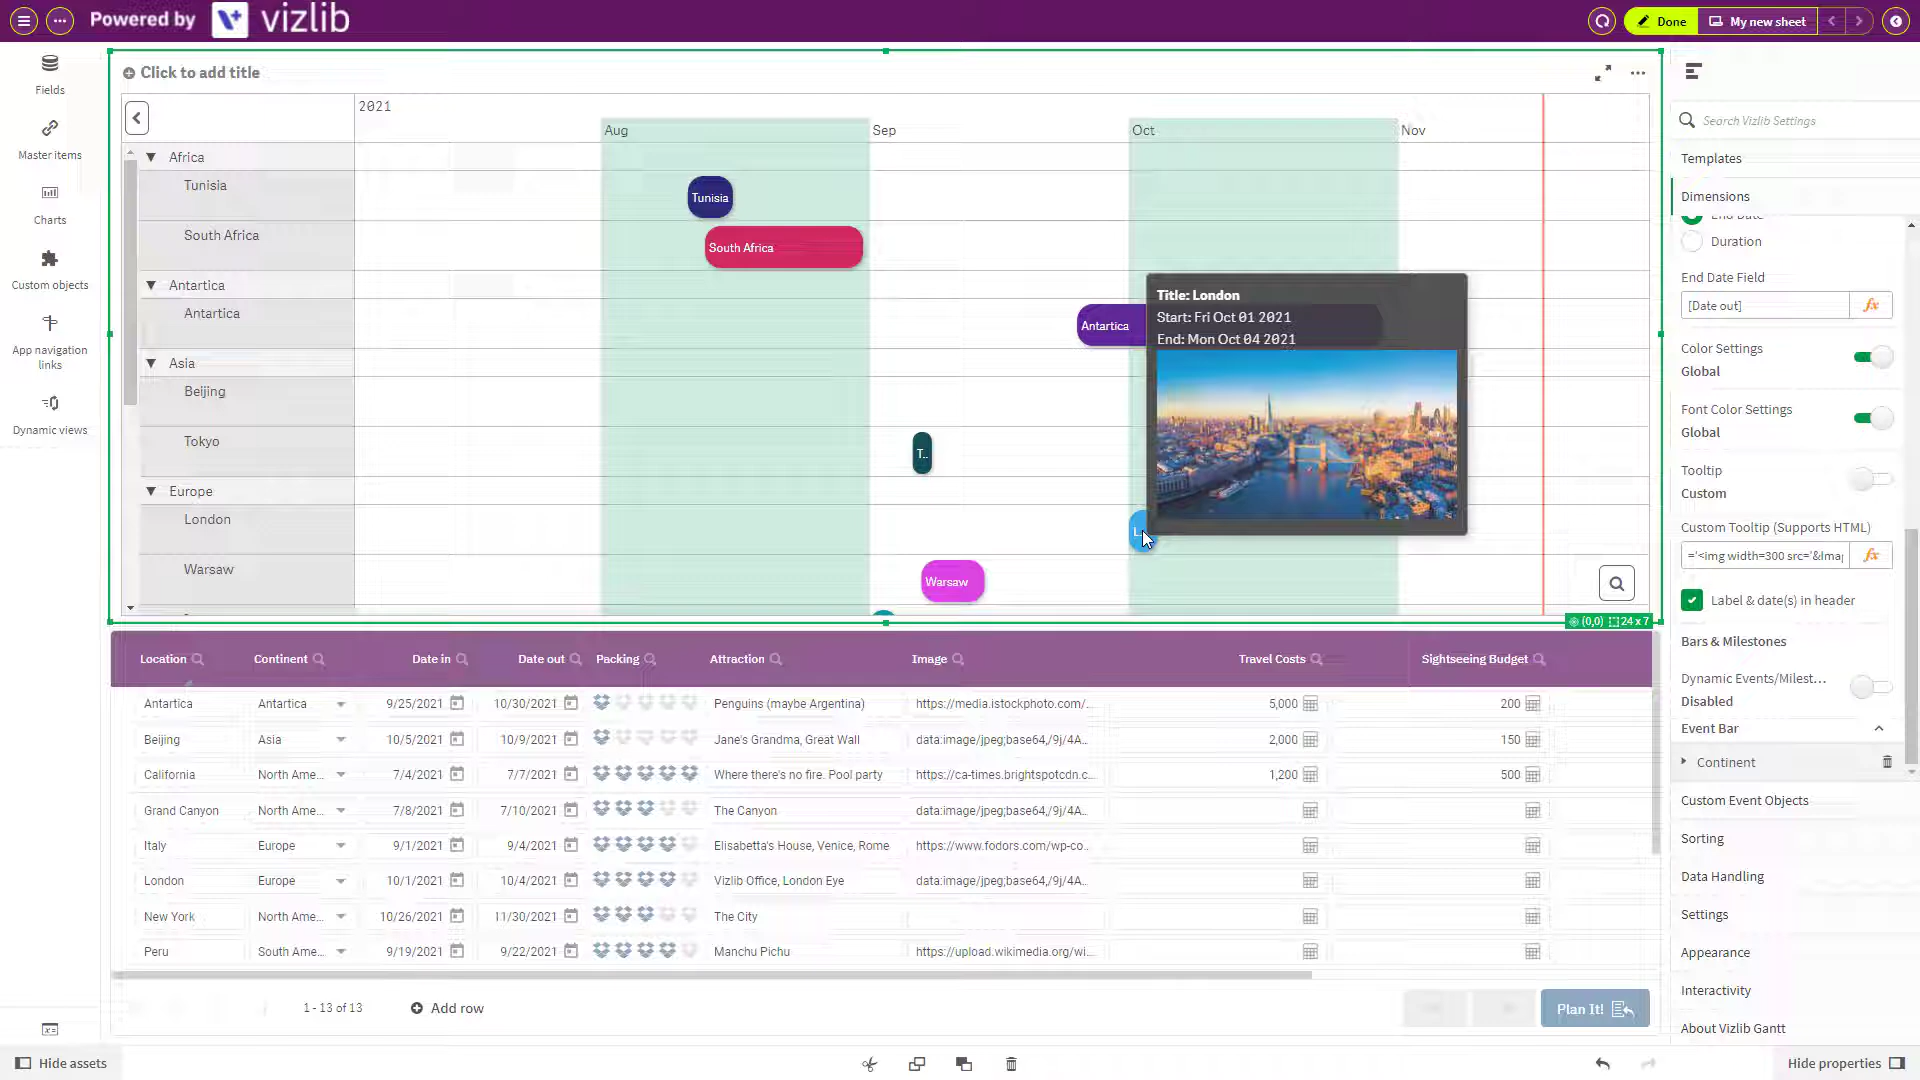 Powered by vizlib
Done
My new sheet
Fields
Master items
Charts
Custom objects
App navigation
links
Dynamic views
Click to add title
2021
Aug
Sep
Oct
Nov
Africa
Tunisia
Tunisia
South Africa
South Africa
Antartica
Antartica
Antartica
Asia
Beijing
Tokyo
T..
Europe
London
L..
Warsaw
Warsaw
Title: London
Start: Fri Oct 01 2021
End: Mon Oct 04 2021
(0,0) 24 x 7
Location Continent Date in Date out Packing Attraction Image Travel Costs Sightseeing Budget
Antartica Antartica 9/25/2021 10/30/2021 Penguins (maybe Argentina) https://media.istockphoto.com/... 5,000 200
Beijing Asia 10/5/2021 10/9/2021 Jane's Grandma, Great Wall data:image/jpeg;base64,/9j/4A... 2,000 150
California North Ame... 7/4/2021 7/7/2021 Where there's no fire. Pool party https://ca-times.brightspotcdn.c... 1,200 500
Grand Canyon North Ame... 7/8/2021 7/10/2021 The Canyon data:image/jpeg;base64,/9j/4A...
Italy Europe 9/1/2021 9/4/2021 Elisabetta's House, Venice, Rome https://www.fodors.com/wp-co...
London Europe 10/1/2021 10/4/2021 Vizlib Office, London Eye data:image/jpeg;base64,/9j/4A...
New York North Ame... 10/26/2021 11/30/2021 The City
Peru South Ame... 9/19/2021 9/22/2021 Manchu Pichu https://upload.wikimedia.org/wi...
1 - 13 of 13
Add row
Plan It!
Hide assets
Search Vizlib Settings
Templates
Dimensions
End Date
Duration
End Date Field
[Date out] fx
Color Settings
Global
Font Color Settings
Global
Tooltip
Custom
Custom Tooltip (Supports HTML)
='<img width=300 src='&Imag fx
Label & date(s) in header
Bars & Milestones
Dynamic Events/Milest...
Disabled
Event Bar
Continent
Custom Event Objects
Sorting
Data Handling
Settings
Appearance
Interactivity
About Vizlib Gantt
Hide properties